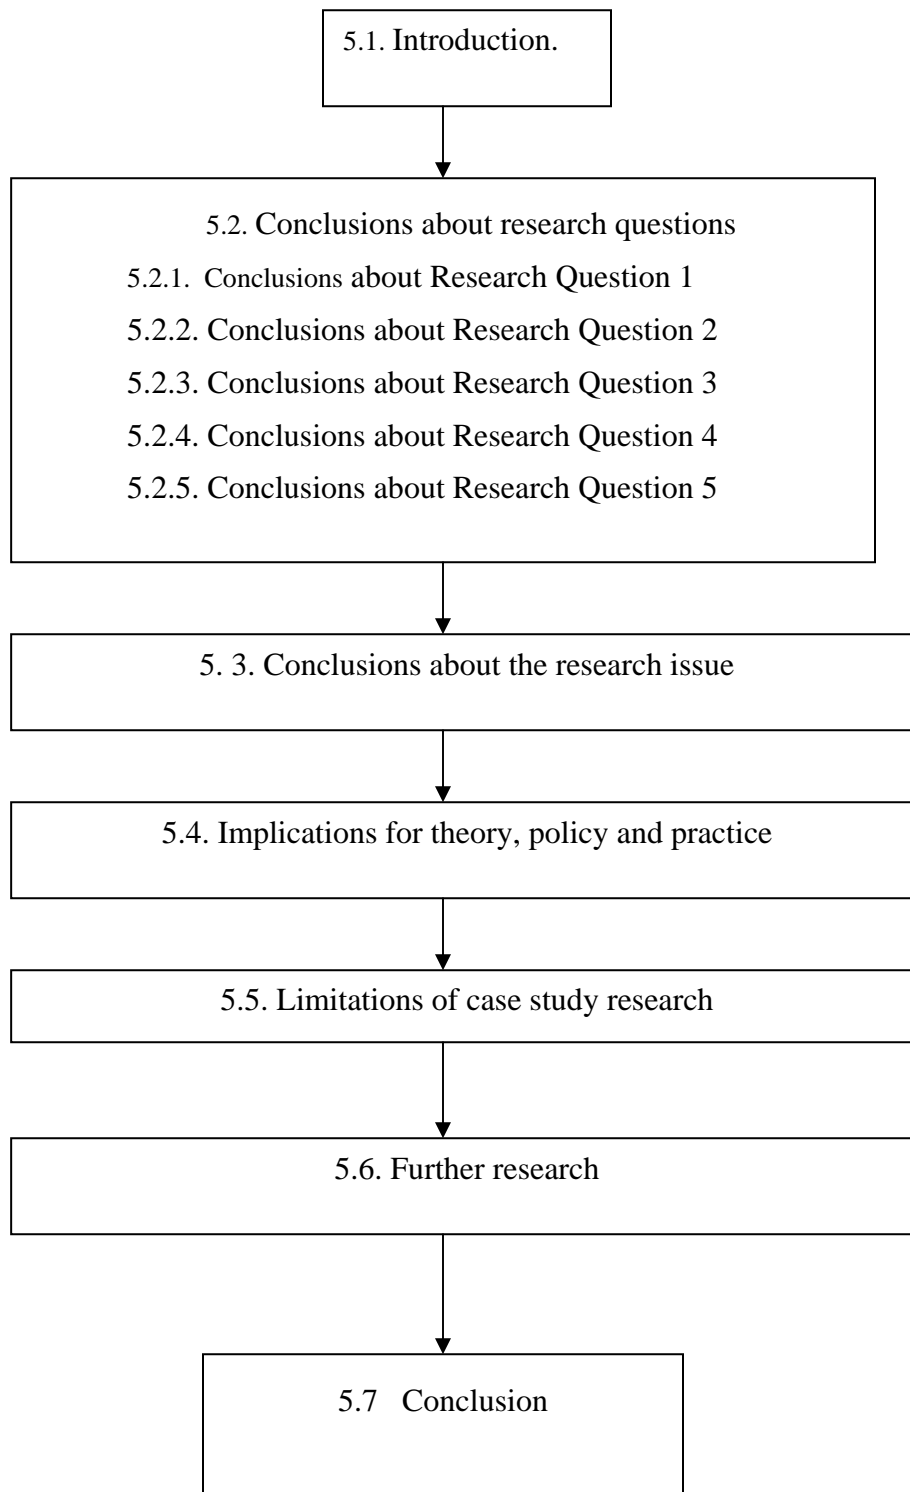 5.1. Introduction.
5.2. Conclusions about research questions
5.2.1. Conclusions about Research Question 1
5.2.2. Conclusions about Research Question 2
5.2.3. Conclusions about Research Question 3
5.2.4. Conclusions about Research Question 4
5.2.5. Conclusions about Research Question 5
5. 3. Conclusions about the research issue
5.4. Implications for theory, policy and practice
5.5. Limitations of case study research
5.6. Further research
5.7 Conclusion